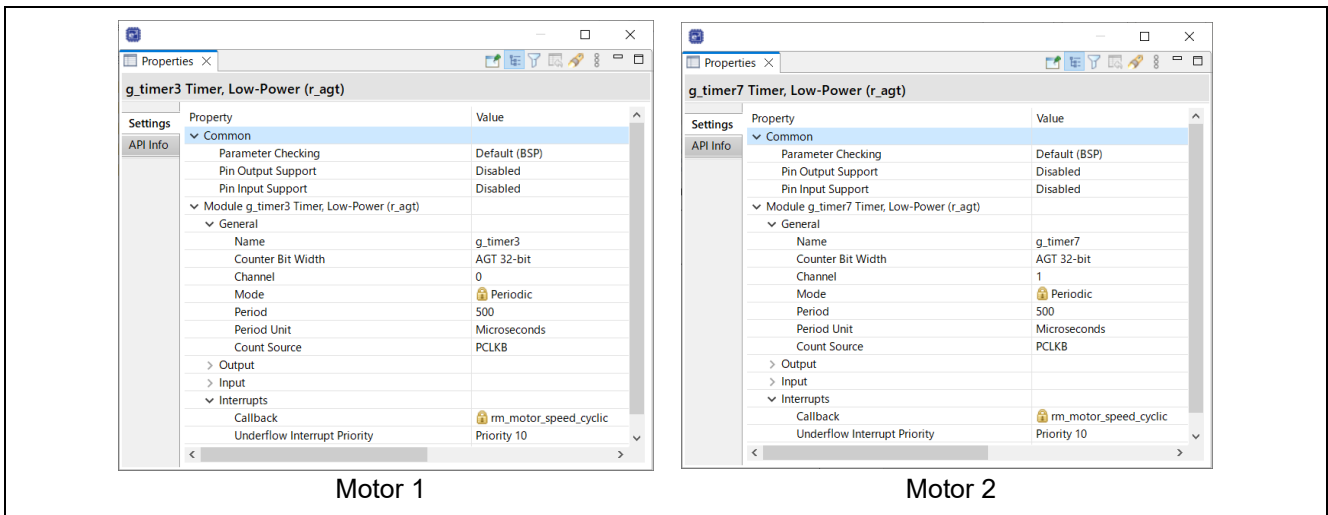 Properties
g_timer3 Timer, Low-Power (r_agt)
Settings
API Info
Property Value
Common
Parameter Checking Default (BSP)
Pin Output Support Disabled
Pin Input Support Disabled
Module g_timer3 Timer, Low-Power (r_agt)
General
Name g_timer3
Counter Bit Width AGT 32-bit
Channel 0
Mode Periodic
Period 500
Period Unit Microseconds
Count Source PCLKB
Output
Input
Interrupts
Callback rm_motor_speed_cyclic
Underflow Interrupt Priority Priority 10
Motor 1
Properties
g_timer7 Timer, Low-Power (r_agt)
Settings
API Info
Property Value
Common
Parameter Checking Default (BSP)
Pin Output Support Disabled
Pin Input Support Disabled
Module g_timer7 Timer, Low-Power (r_agt)
General
Name g_timer7
Counter Bit Width AGT 32-bit
Channel 1
Mode Periodic
Period 500
Period Unit Microseconds
Count Source PCLKB
Output
Input
Interrupts
Callback rm_motor_speed_cyclic
Underflow Interrupt Priority Priority 10
Motor 2